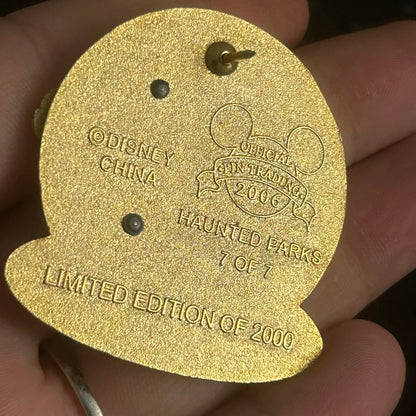 ©DISNEY
CHINA
OFFICIAL
PIN TRADING
2006
HAUNTED PARKS
7 OF 7
LIMITED EDITION OF 2000